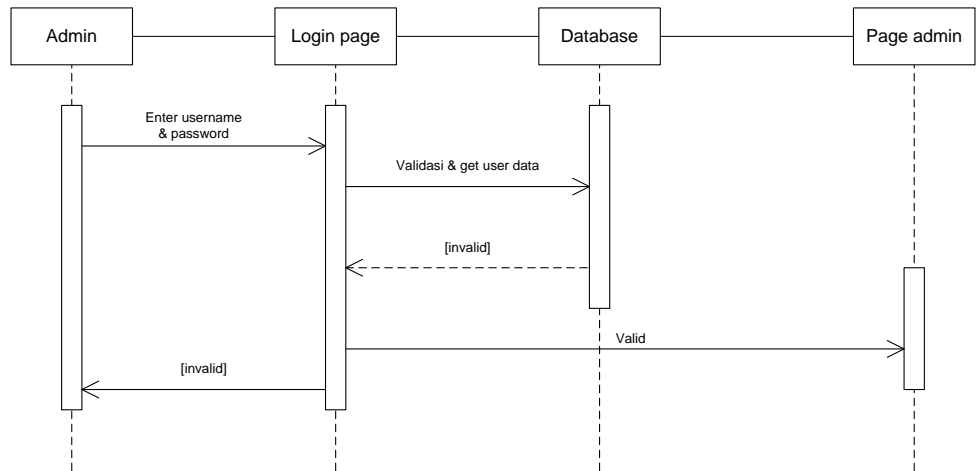 Admin
Login page
Database
Page admin
Enter username
& password
Validasi & get user data
[invalid]
Valid
[invalid]